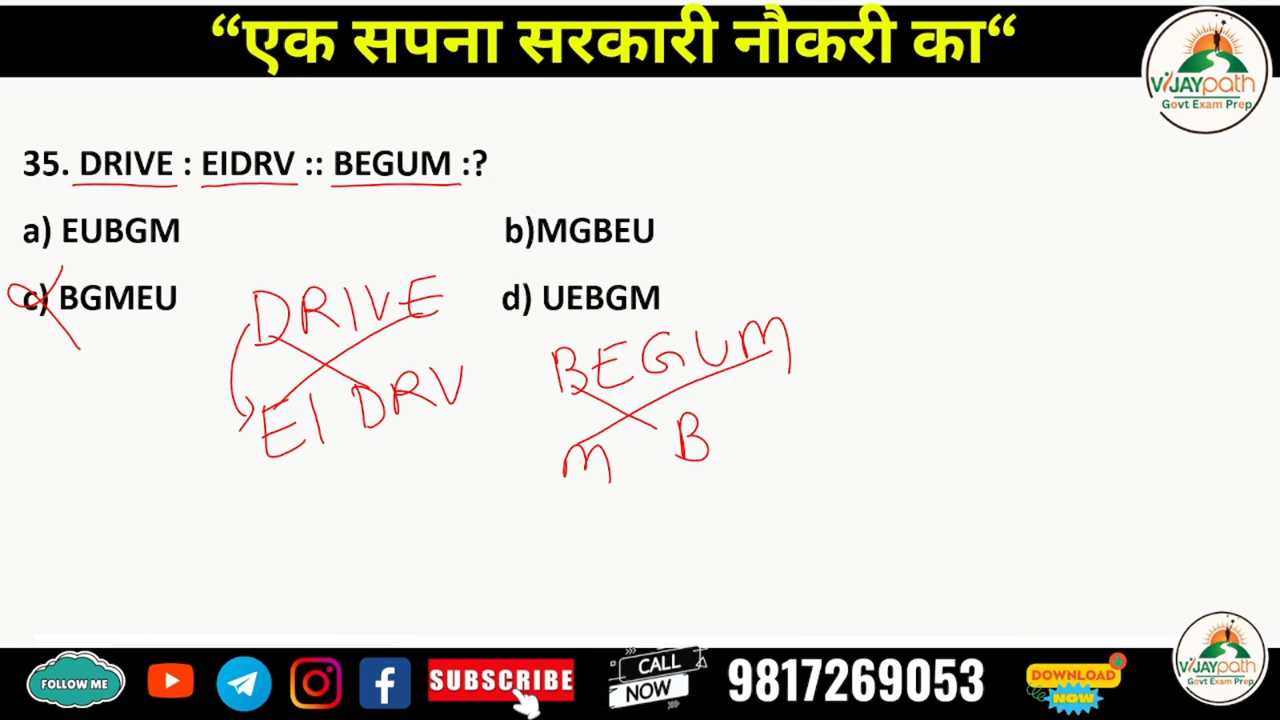 “एक सपना सरकारी नौकरी का“
VIJAYpath
Govt Exam Prep
35. DRIVE : EIDRV :: BEGUM :?
a) EUBGM
b)MGBEU
c) BGMEU
d) UEBGM
DRIVE
EIDRV
BEGUM
M B
VIJAYpath
Govt Exam Prep
FOLLOW ME
SUBSCRIBE
CALL
NOW
9817269053
DOWNLOAD
NOW